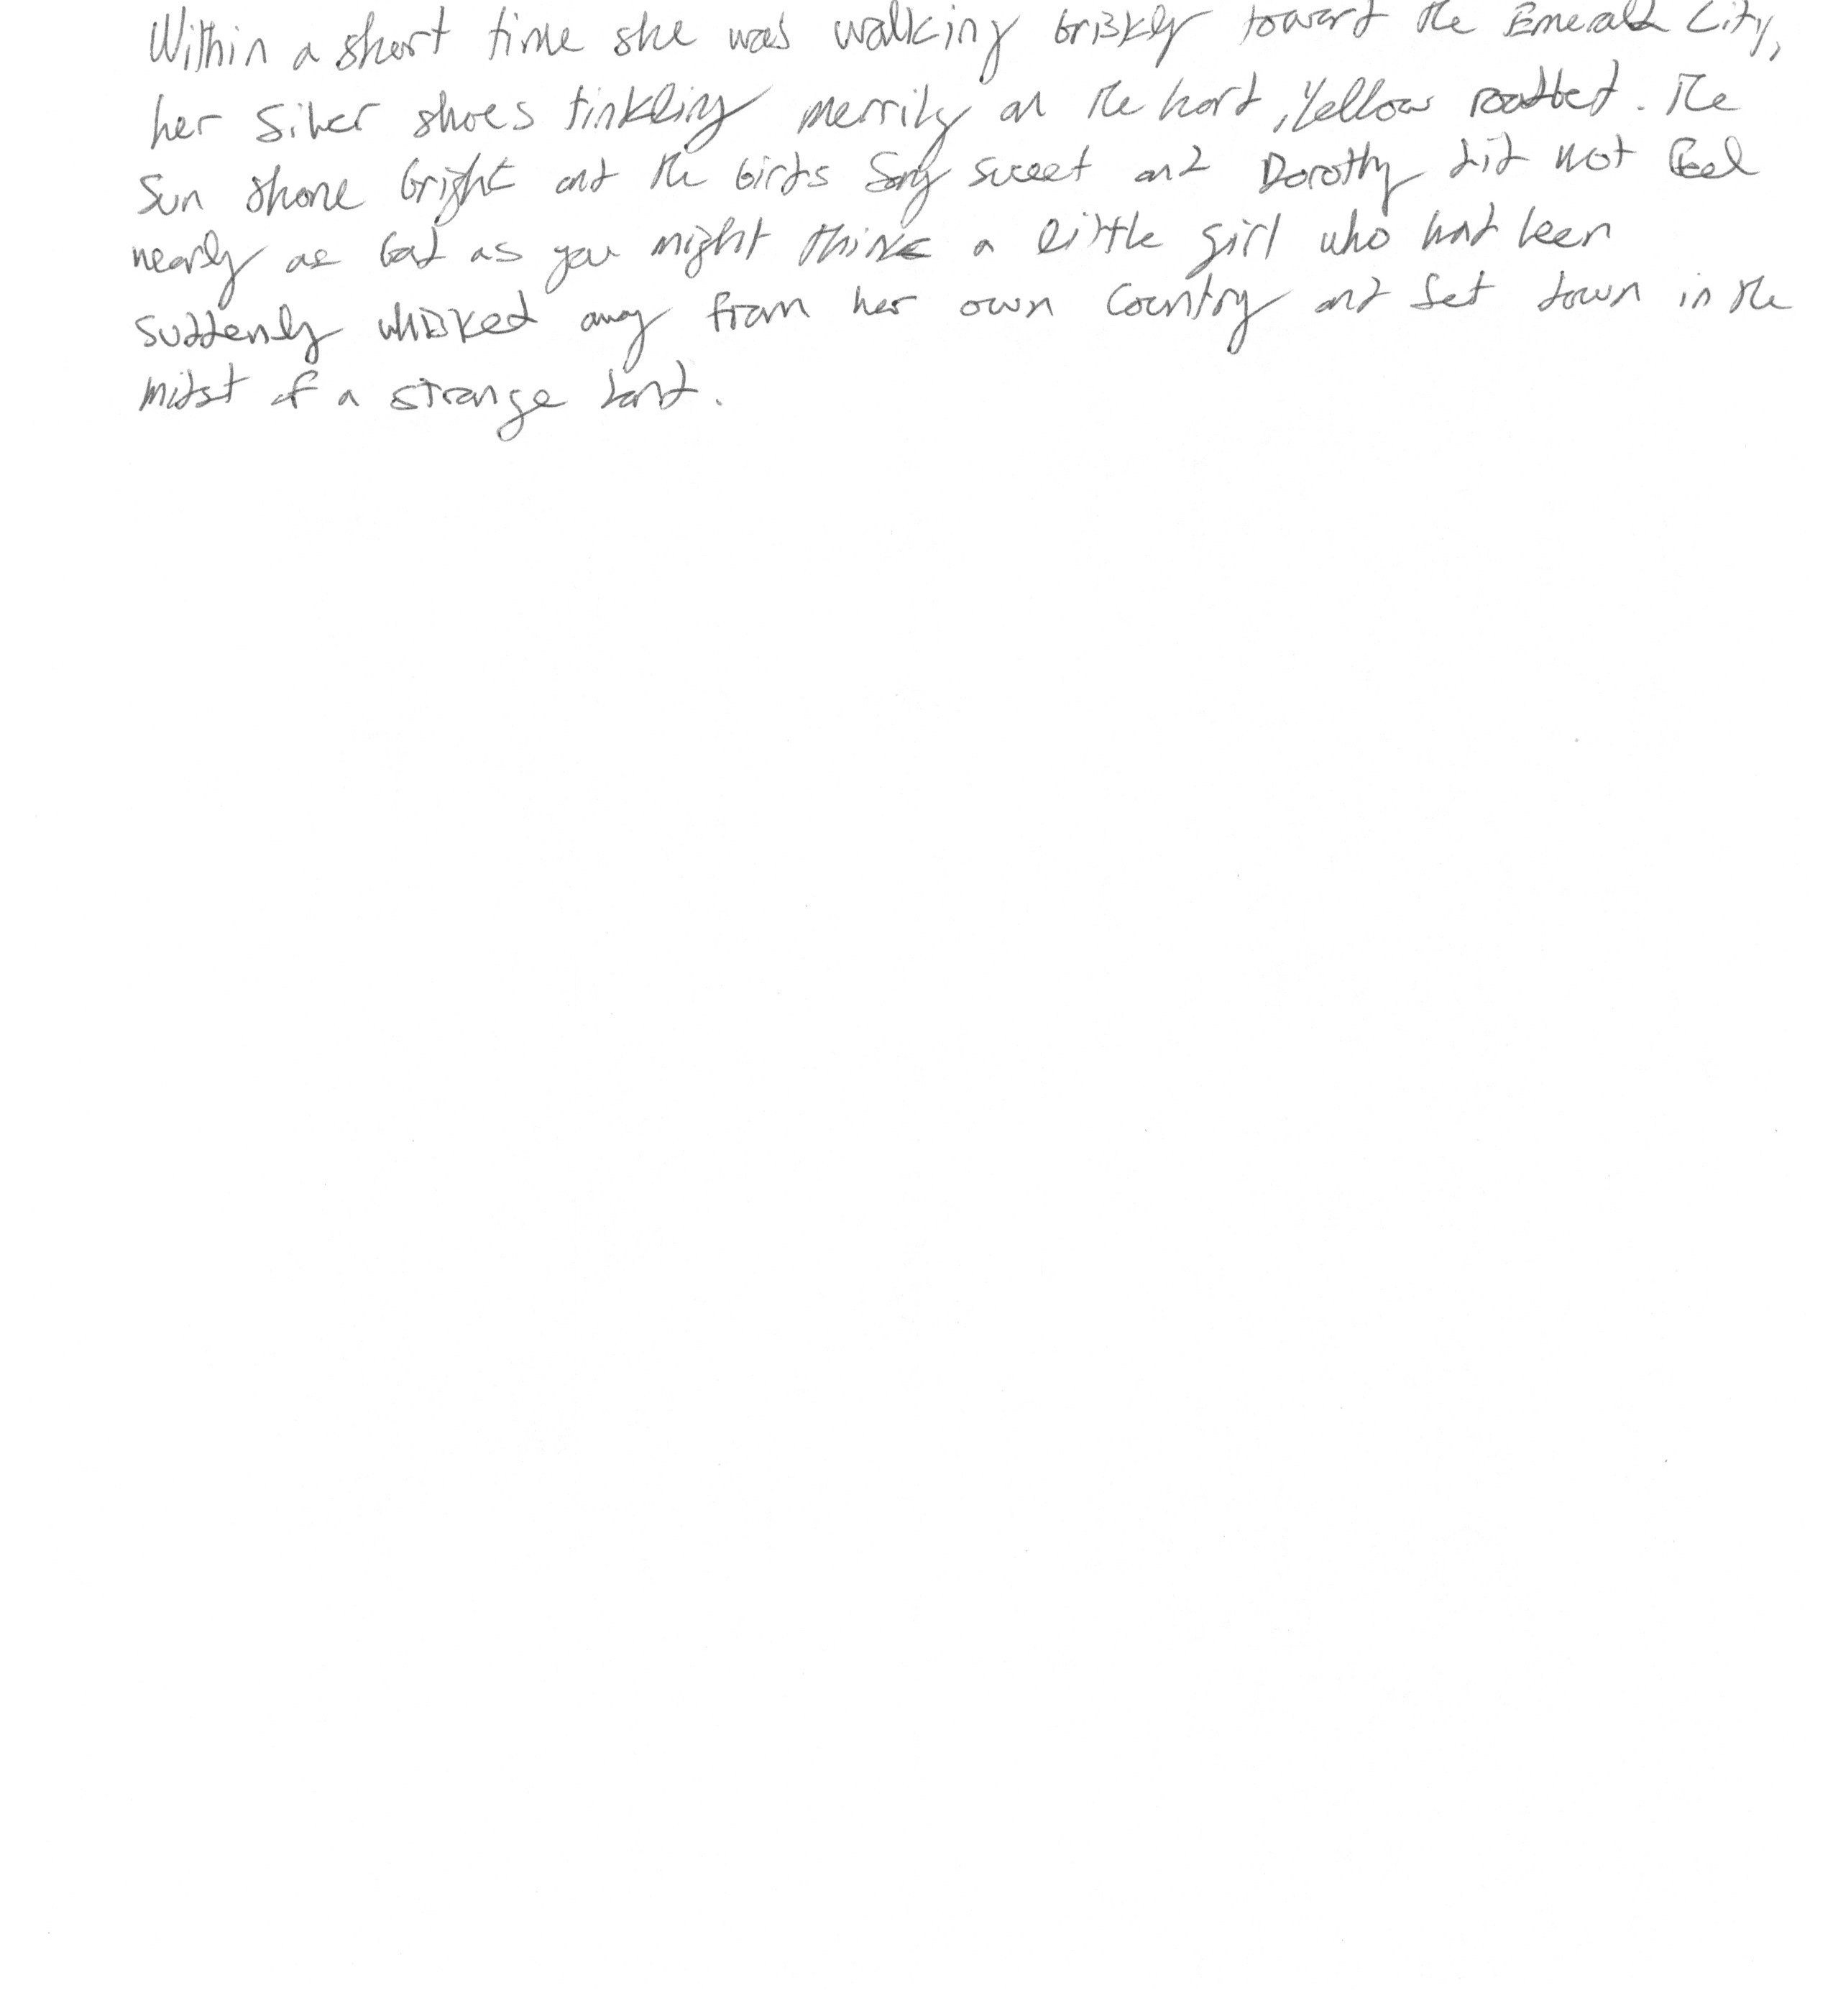 Within a short time she was walking briskly toward the Emerald City,
her silver shoes tinkling merrily on the hard, yellow roadbed. The
sun shone bright and the birds sang sweet and Dorothy did not feel
nearly as bad as you might think a little girl who had been
suddenly whisked away from her own country and set down in the
midst of a strange land.